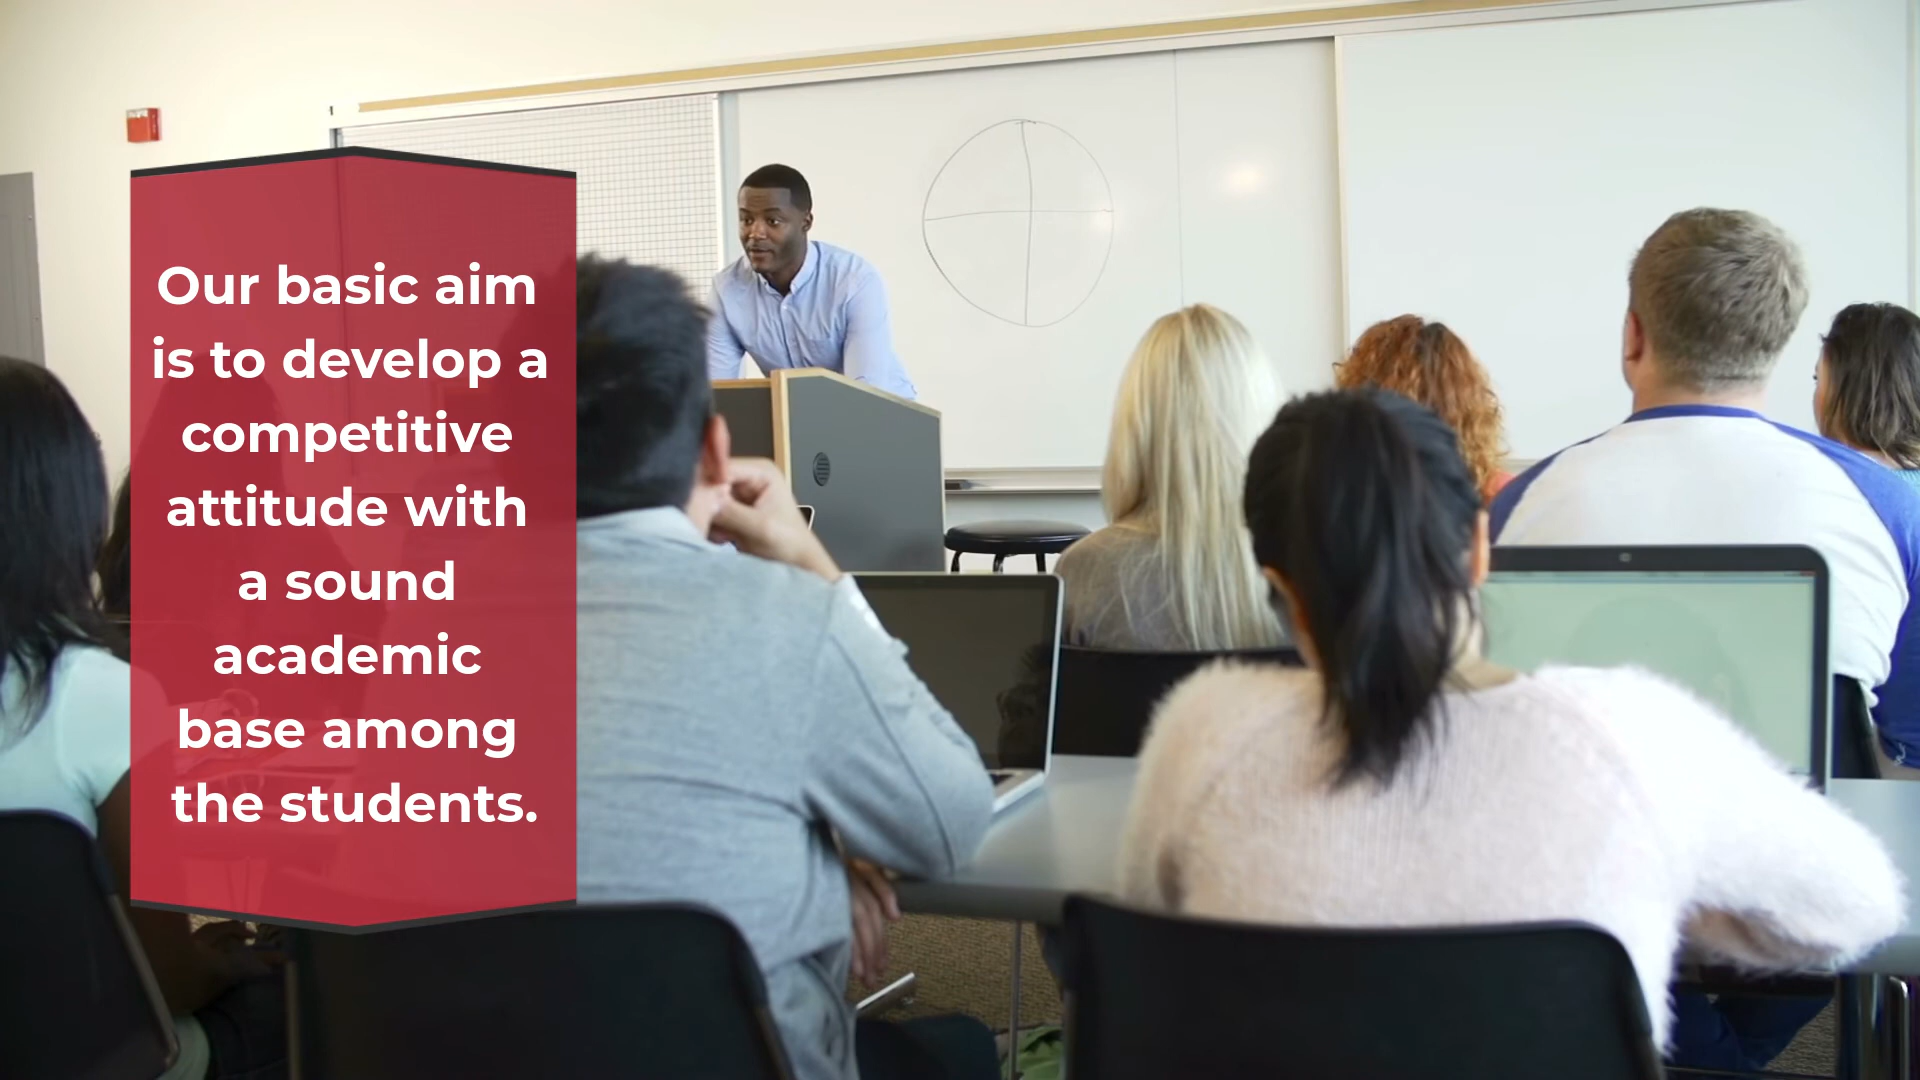 Our basic aim
is to develop a
competitive
attitude with
a sound
academic
base among
the students.